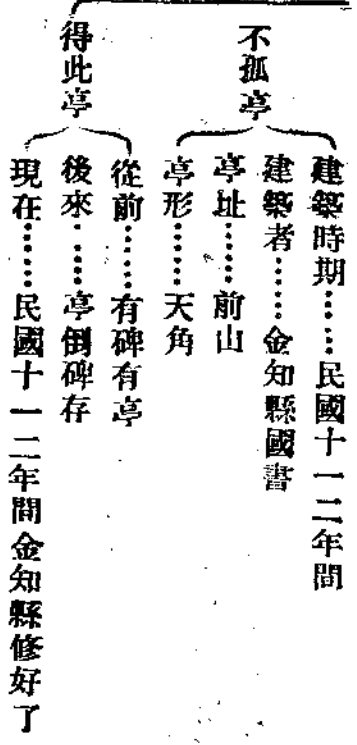 不孤亭
建築時期……民國十一二年間
建築者……金知縣國書
亭址……前山
亭形……天角
得此亭
從前……有碑有亭
後來……亭倒碑存
現在……民國十一二年間金知縣修好了